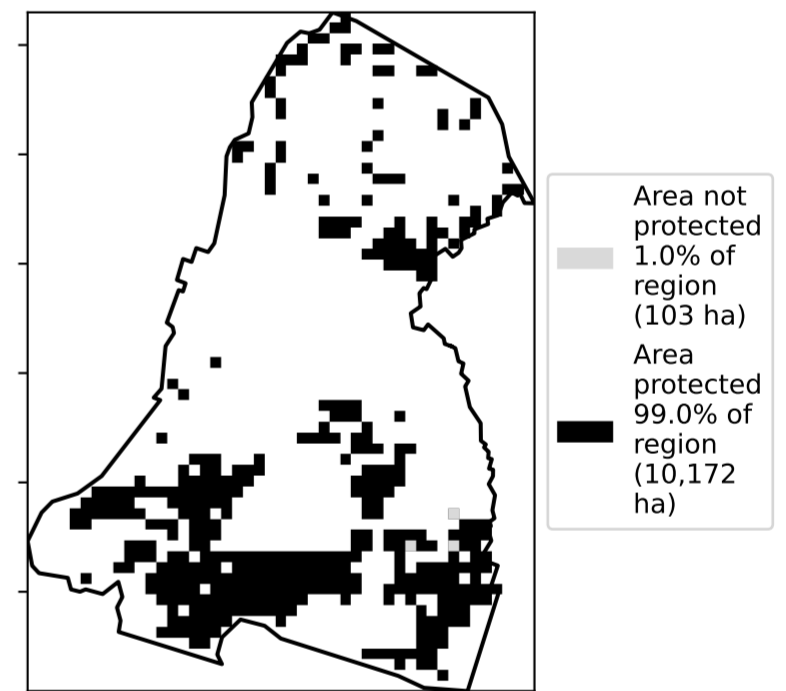 Area not
protected
1.0% of
region
(103 ha)
Area
protected
99.0% of
region
(10,172
ha)